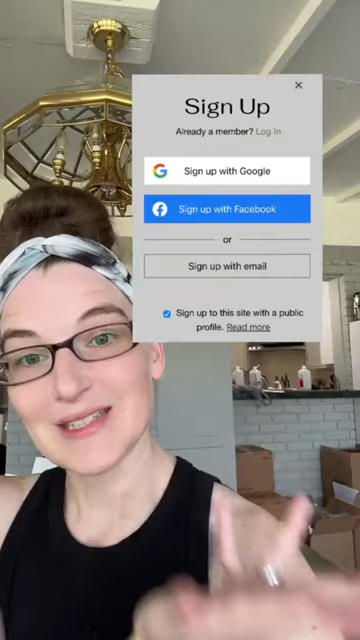 Sign Up
Already a member? Log in
Sign up with Google
Sign up with Facebook
or
Sign up with email
Sign up to this site with a public
profile. Read more